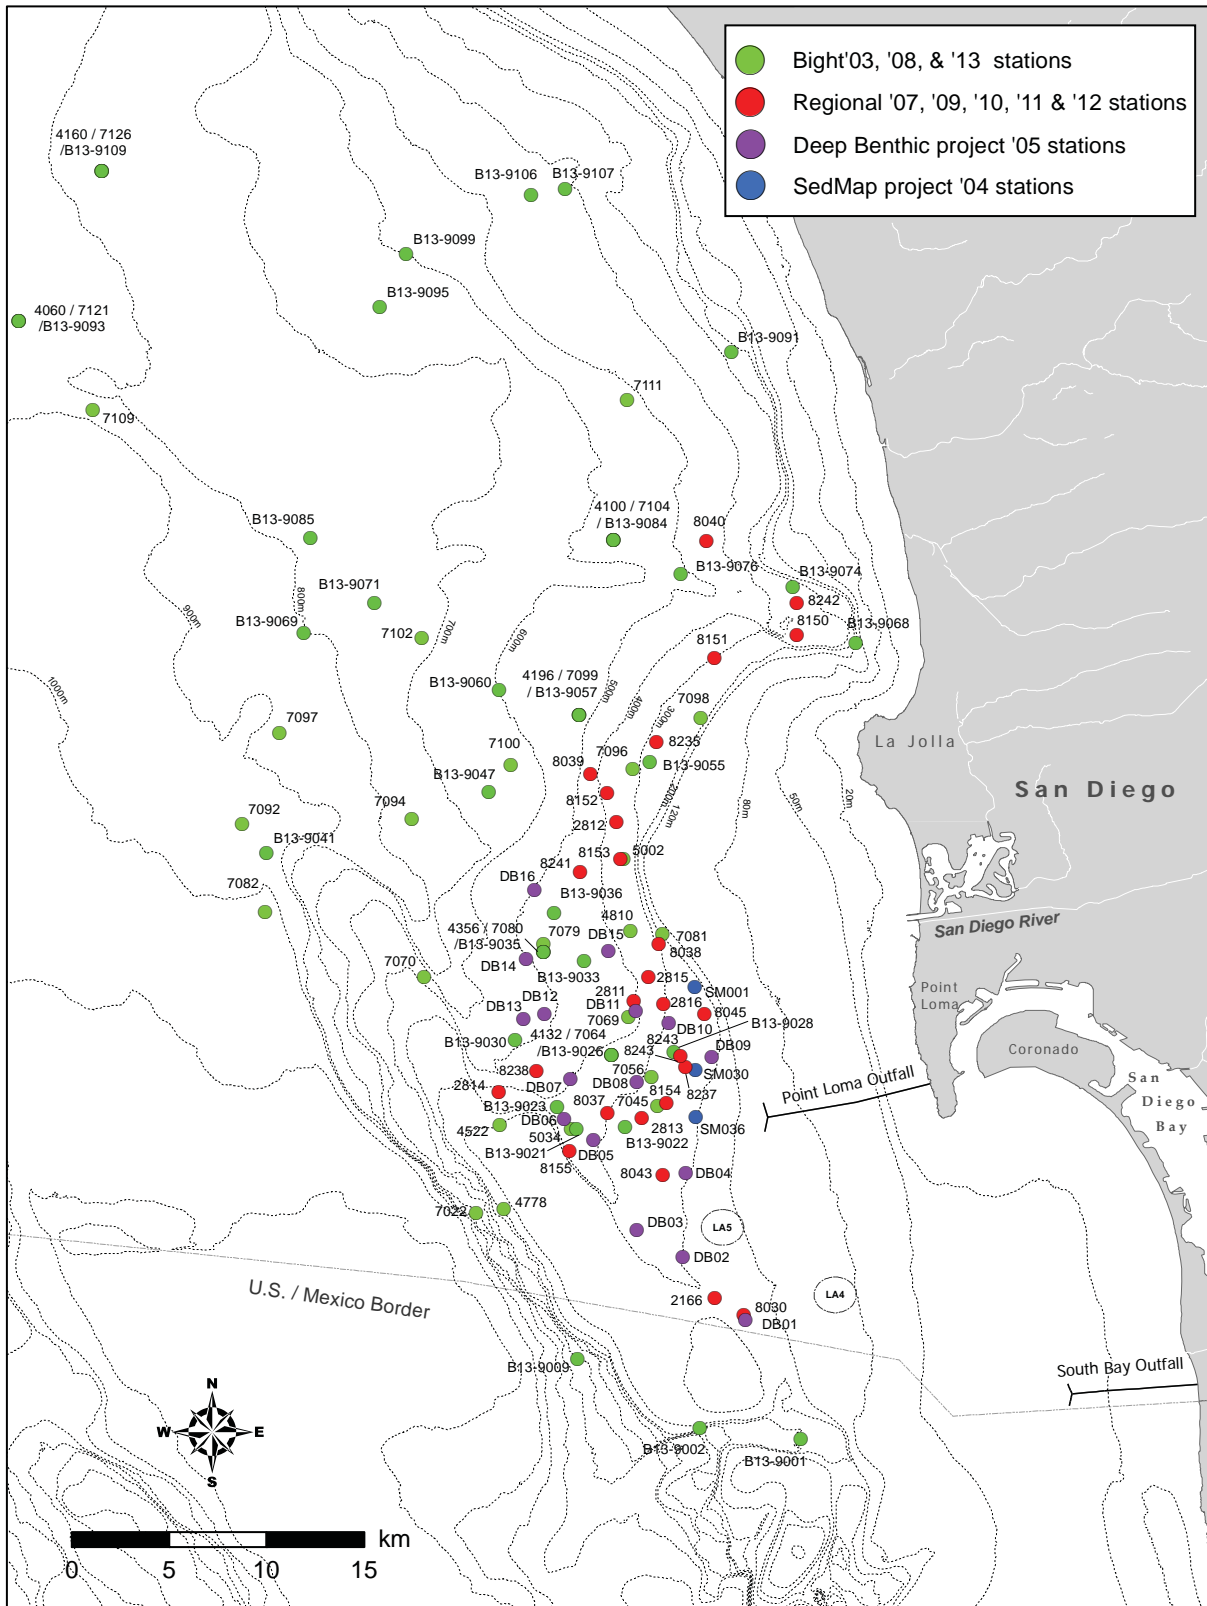 Bight'03, '08, & '13 stations
Regional '07, '09, '10, '11 & '12 stations
Deep Benthic project '05 stations
SedMap project '04 stations
4160 / 7126
/B13-9109
B13-9106
B13-9107
B13-9099
B13-9095
4060 / 7121
/B13-9093
B13-9091
7111
7109
4100 / 7104
/ B13-9084
8040
B13-9085
B13-9076
B13-9074
B13-9071
800m
8242
900m
B13-9069
7102
700m
600m
8150
B13-9068
8151
4196 / 7099
/ B13-9057
B13-9060
500m
400m
300m
1000m
7098
7097
La Jolla
8235
7100
7096
8039
B13-9055
B13-9047
San Diego
200m
120m
80m
50m
20m
8152
7094
7092
2812
B13-9041
8153
5002
8241
DB16
7082
B13-9036
4810
San Diego River
4356 / 7080
/B13-9035
7079
DB15
7081
8038
DB14
B13-9033
7070
2815
Point
Loma
SM001
DB12
2811
DB13
DB11
2816
8045
7069
B13-9028
DB10
4132 / 7064
/B13-9026
B13-9030
8243
8243
DB09
Coronado
8238
7056
SM030
DB07
DB08
8237
2814
8154
Point Loma Outfall
San
Diego
Bay
B13-9023
8037
7045
DB06
4522
5034
2813
SM036
B13-9022
B13-9021
DB05
8155
8043
DB04
4778
7022
DB03
LA5
DB02
U.S. / Mexico Border
2166
LA4
8030
DB01
B13-9009
South Bay Outfall
N
W
E
S
B13-9002
B13-9001
km
0
5
10
15